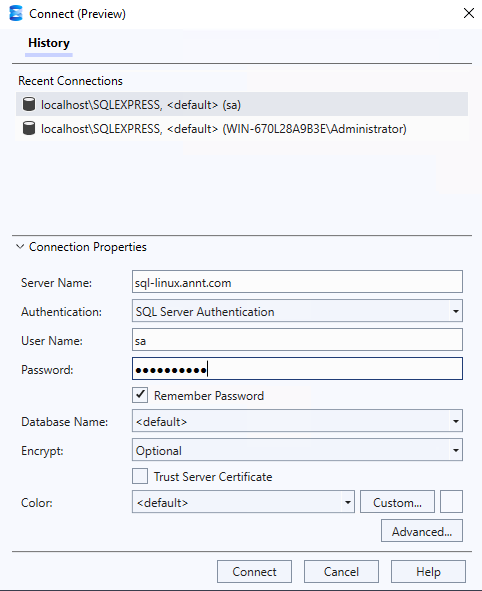 Connect (Preview)
History
Recent Connections
localhost\SQLEXPRESS, <default> (sa)
localhost\SQLEXPRESS, <default> (WIN-670L28A9B3E\Administrator)
Connection Properties
Server Name: sql-linux.annt.com
Authentication: SQL Server Authentication
User Name: sa
Password: ●●●●●●●●●●
Remember Password
Database Name: <default>
Encrypt: Optional
Trust Server Certificate
Color: <default> Custom...
Advanced...
Connect Cancel Help